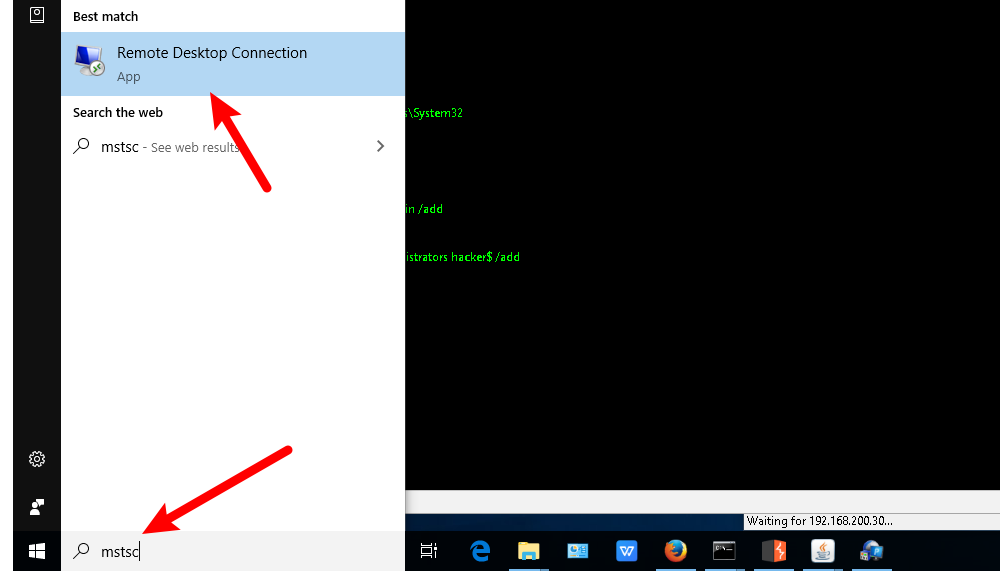 Best match
Remote Desktop Connection
App
Search the web
mstsc - See web results
s\System32
in /add
istrators hacker$ /add
Waiting for 192.168.200.30...
mstsc